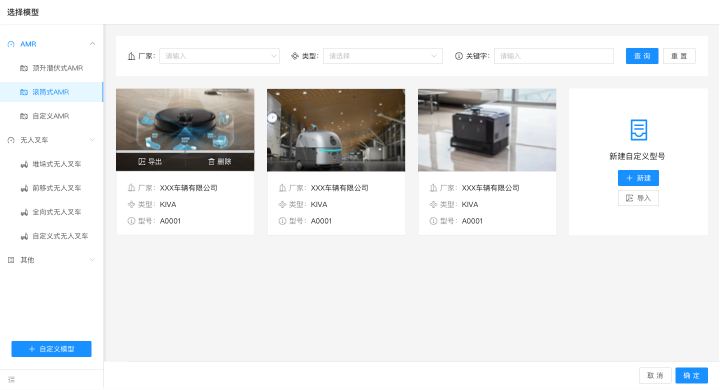 选择模型
AMR
顶升潜伏式AMR
滚筒式AMR
自定义AMR
无人叉车
堆垛式无人叉车
前移式无人叉车
全向式无人叉车
自定义式无人叉车
其他
+ 自定义模型
厂家: 请输入 类型: 请选择 关键字: 请输入 查 询 重 置
导出 删除
厂家: XXX车辆有限公司
类型: KIVA
型号: A0001
厂家: XXX车辆有限公司
类型: KIVA
型号: A0001
厂家: XXX车辆有限公司
类型: KIVA
型号: A0001
新建自定义型号
+ 新建
导入
取 消 确 定